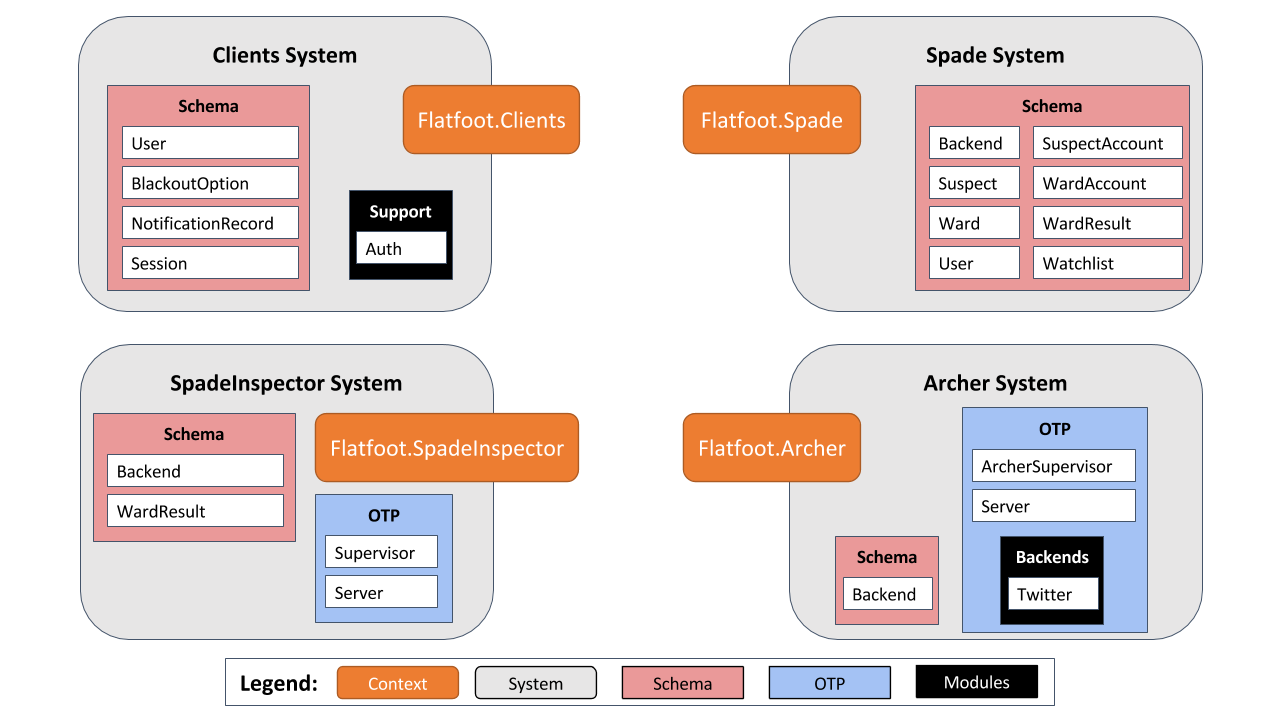 Clients System
Schema
User
BlackoutOption
NotificationRecord
Session
Flatfoot.Clients
Support
Auth
Spade System
Flatfoot.Spade
Schema
Backend
SuspectAccount
Suspect
WardAccount
Ward
WardResult
User
Watchlist
SpadeInspector System
Schema
Backend
WardResult
Flatfoot.SpadeInspector
OTP
Supervisor
Server
Archer System
Flatfoot.Archer
OTP
ArcherSupervisor
Server
Schema
Backend
Backends
Twitter
Legend:
Context
System
Schema
OTP
Modules